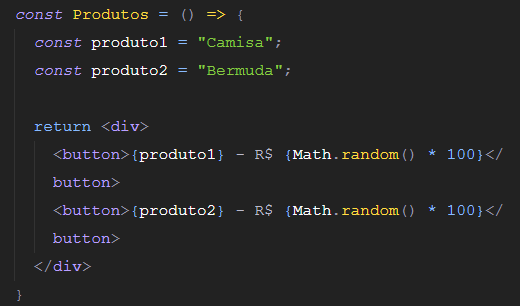 const Produtos = () => {
const produto1 = "Camisa";
const produto2 = "Bermuda";
return <div>
<button>{produto1} - R$ {Math.random() * 100}</
button>
<button>{produto2} - R$ {Math.random() * 100}</
button>
</div>
}